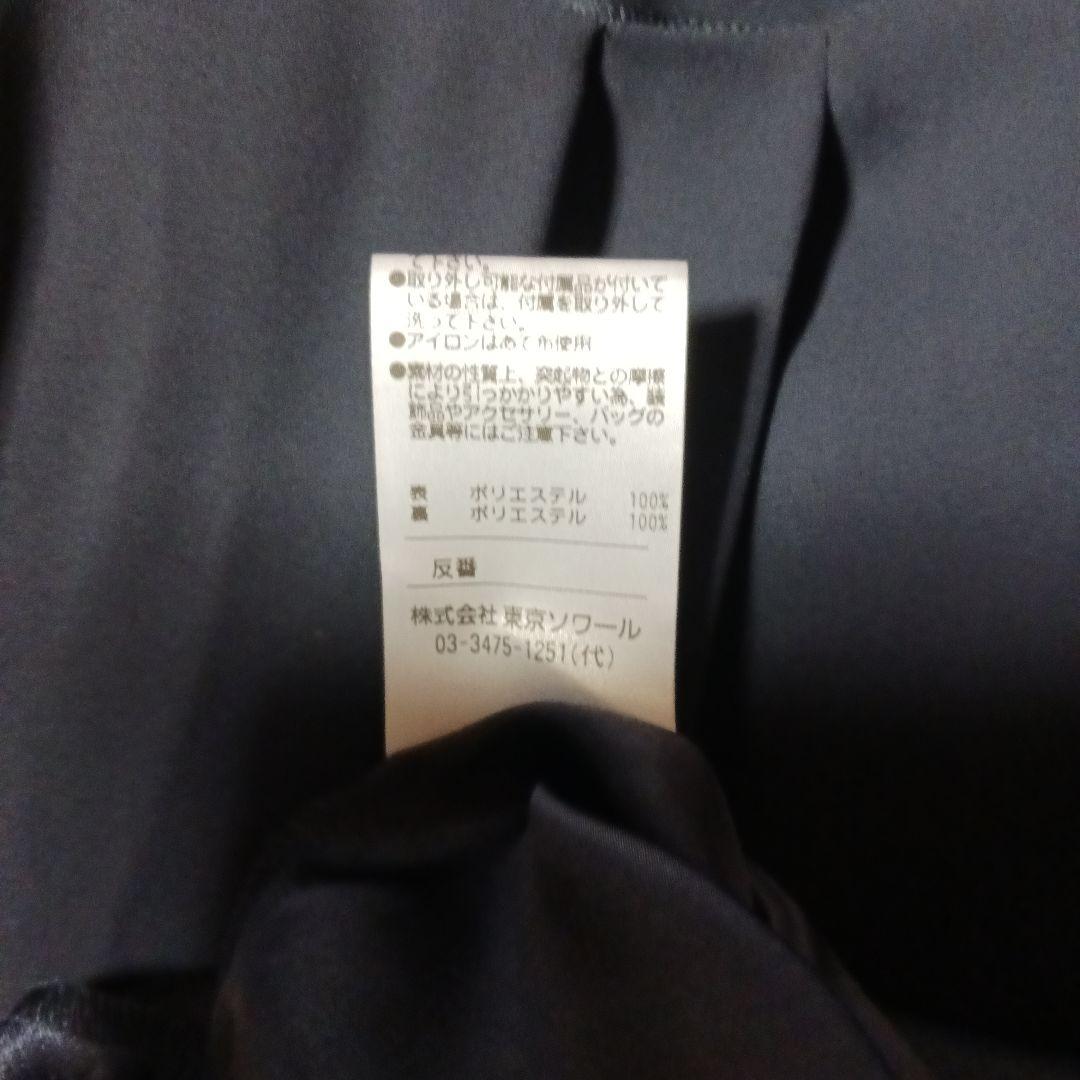 て下さい。
●取り外し可能な付属品が付いて
いる場合は、付属を取り外して
洗って下さい。
●アイロンはあて布使用
●素材の性質上、突起物との摩擦
により引っかかりやすい為、装
飾品やアクセサリー、バッグの
金具等にはご注意下さい。
表 ポリエステル 100%
裏 ポリエステル 100%
反番
株式会社 東京ソワール
03-3475-1251(代)